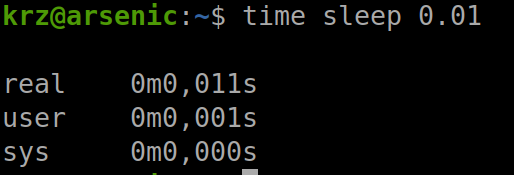 krz@arsenic:~$ time sleep 0.01
real 0m0,011s
user 0m0,001s
sys 0m0,000s